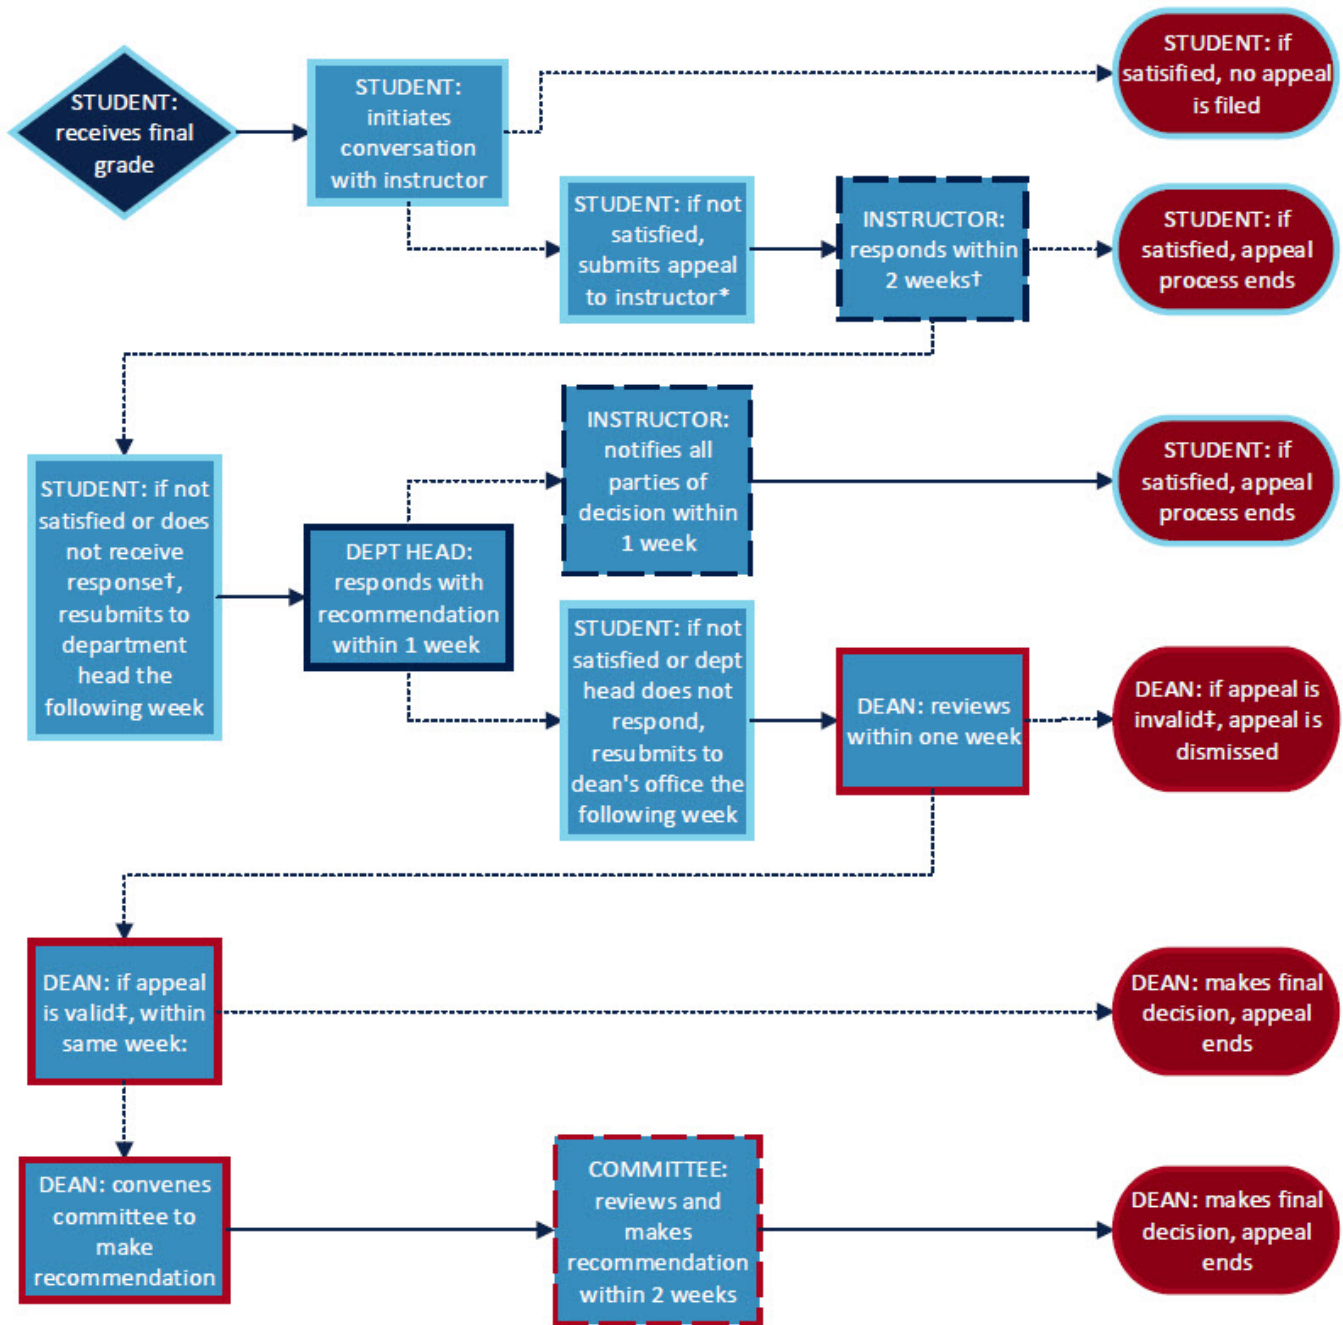 STUDENT:
receives final
grade
STUDENT:
initiates
conversation
with instructor
STUDENT: if
satisified, no appeal
is filed
STUDENT: if not
satisfied,
submits appeal
to instructor*
INSTRUCTOR:
responds within
2 weeks†
STUDENT: if
satisfied, appeal
process ends
STUDENT: if not
satisfied or does
not receive
response†,
resubmits to
department
head the
following week
DEPT HEAD:
responds with
recommendation
within 1 week
INSTRUCTOR:
notifies all
parties of
decision within
1 week
STUDENT: if
satisfied, appeal
process ends
STUDENT: if not
satisfied or dept
head does not
respond,
resubmits to
dean's office the
following week
DEAN: reviews
within one week
DEAN: if appeal is
invalid‡, appeal is
dismissed
DEAN: if appeal
is valid‡, within
same week:
DEAN: makes final
decision, appeal
ends
DEAN: convenes
committee to
make
recommendation
COMMITTEE:
reviews and
makes
recommendation
within 2 weeks
DEAN: makes final
decision, appeal
ends